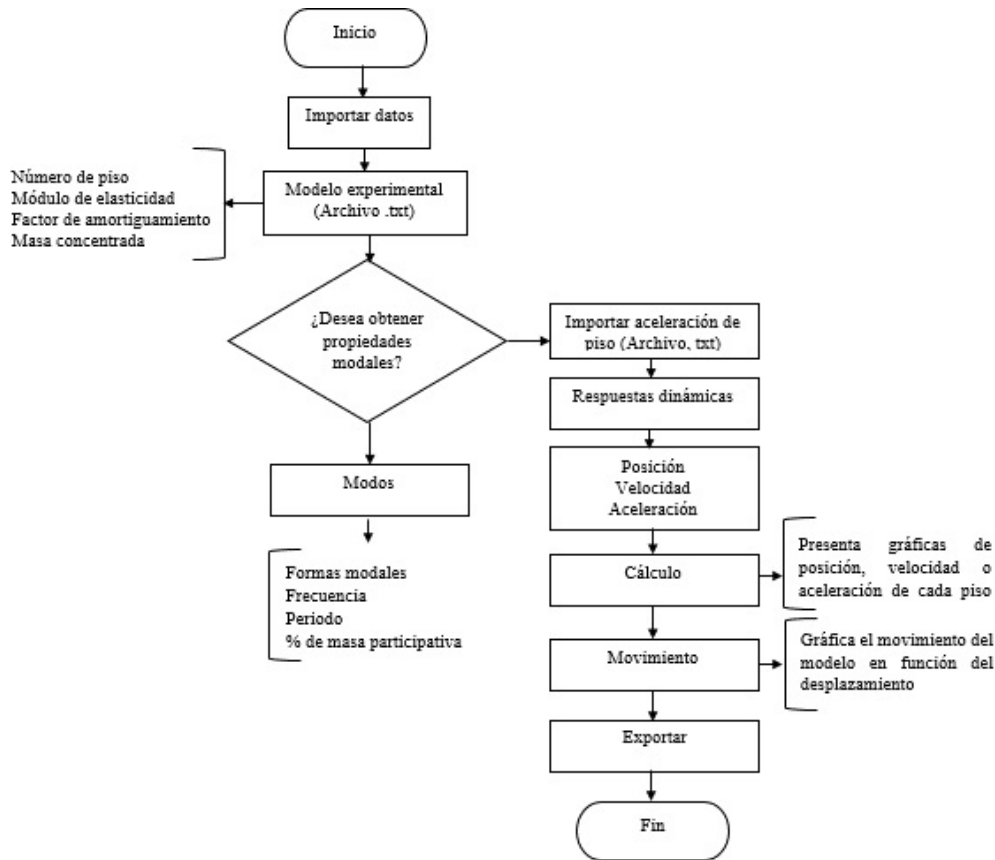 Inicio
Importar datos
Número de piso
Módulo de elasticidad
Factor de amortiguamiento
Masa concentrada
Modelo experimental
(Archivo .txt)
¿Desea obtener
propiedades
modales?
Importar aceleración de
piso (Archivo, txt)
Respuestas dinámicas
Modos
Posición
Velocidad
Aceleración
Formas modales
Frecuencia
Periodo
% de masa participativa
Cálculo
Presenta gráficas de
posición, velocidad o
aceleración de cada piso
Movimiento
Gráfica el movimiento del
modelo en función del
desplazamiento
Exportar
Fin